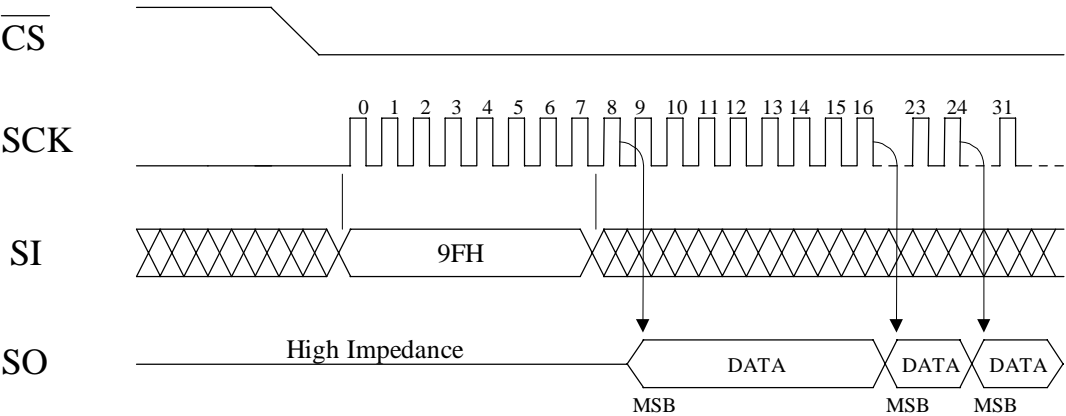 C̅S̅
0 1 2 3 4 5 6 7 8 9 10 11 12 13 14 15 16 23 24 31
SCK
SI
9FH
High Impedance
SO
DATA DATA DATA
MSB MSB MSB